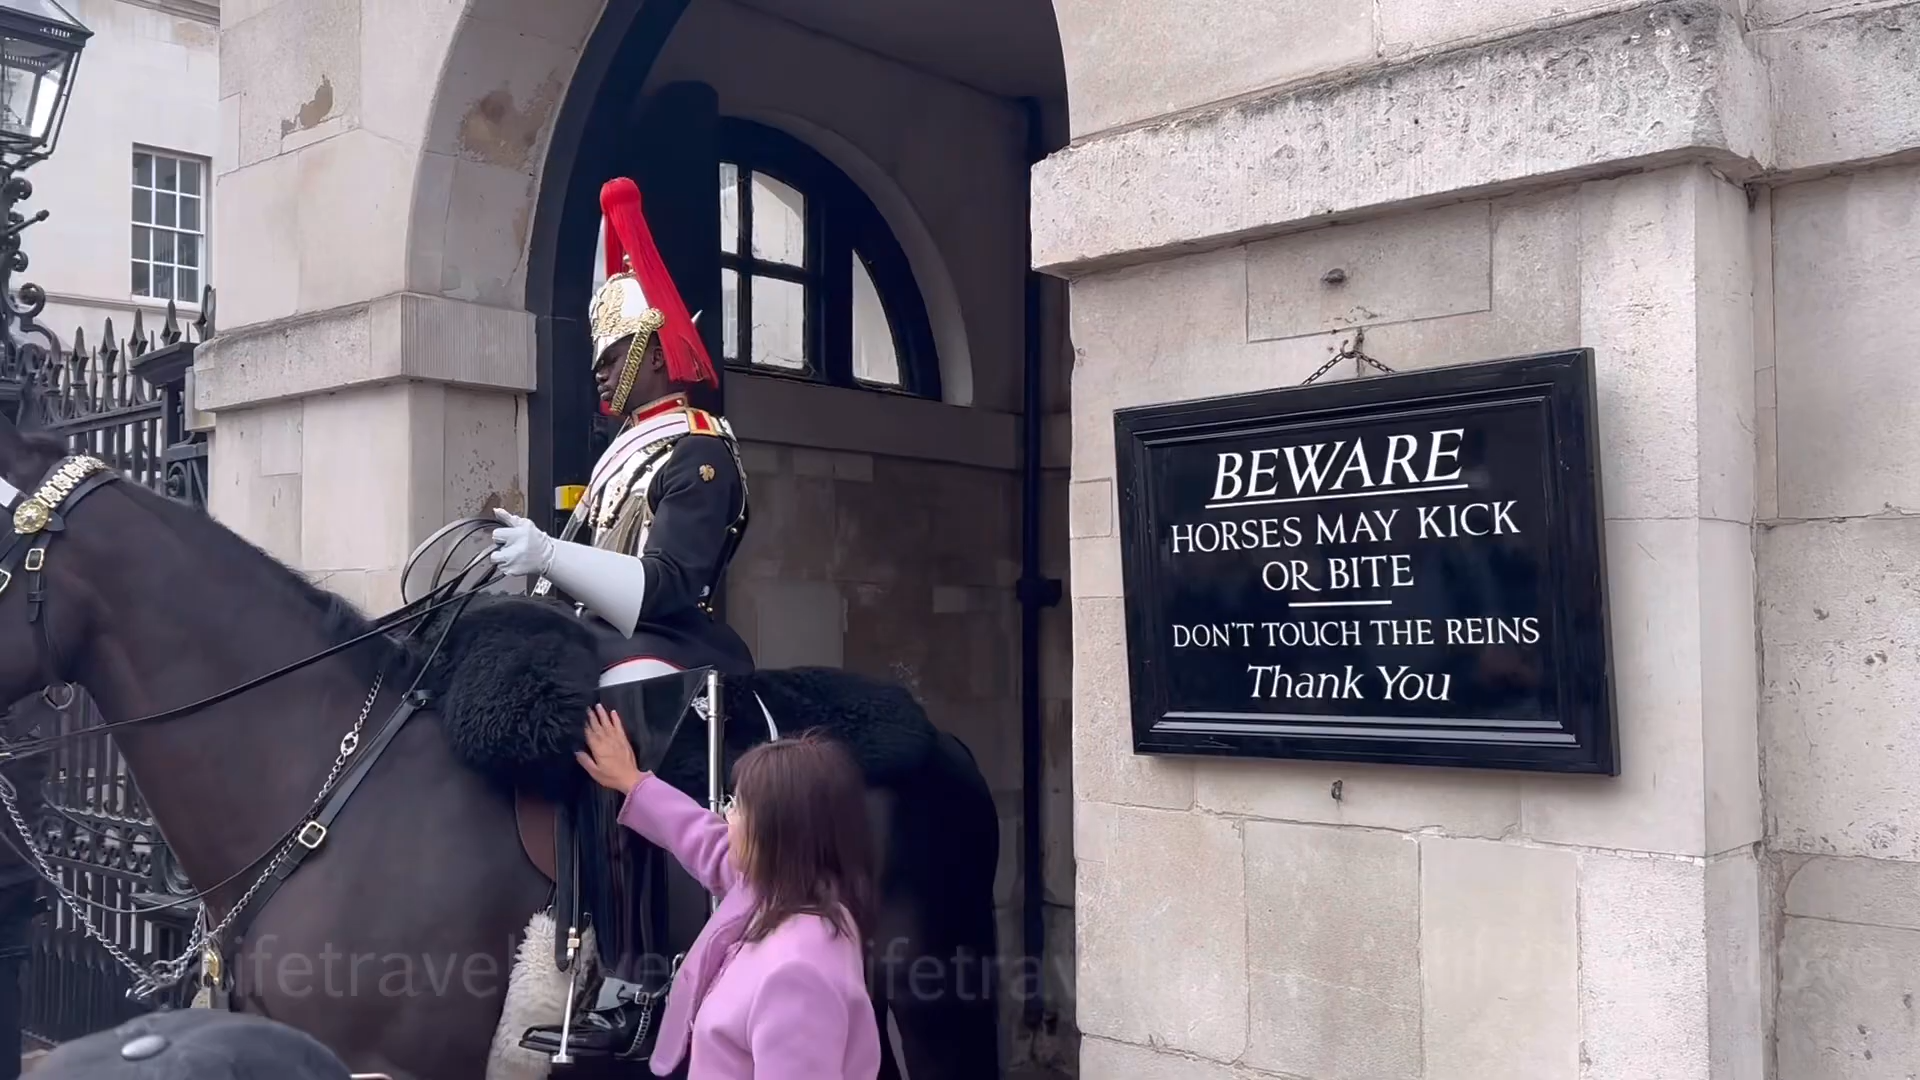 BEWARE
HORSES MAY KICK
OR BITE
DON'T TOUCH THE REINS
Thank You